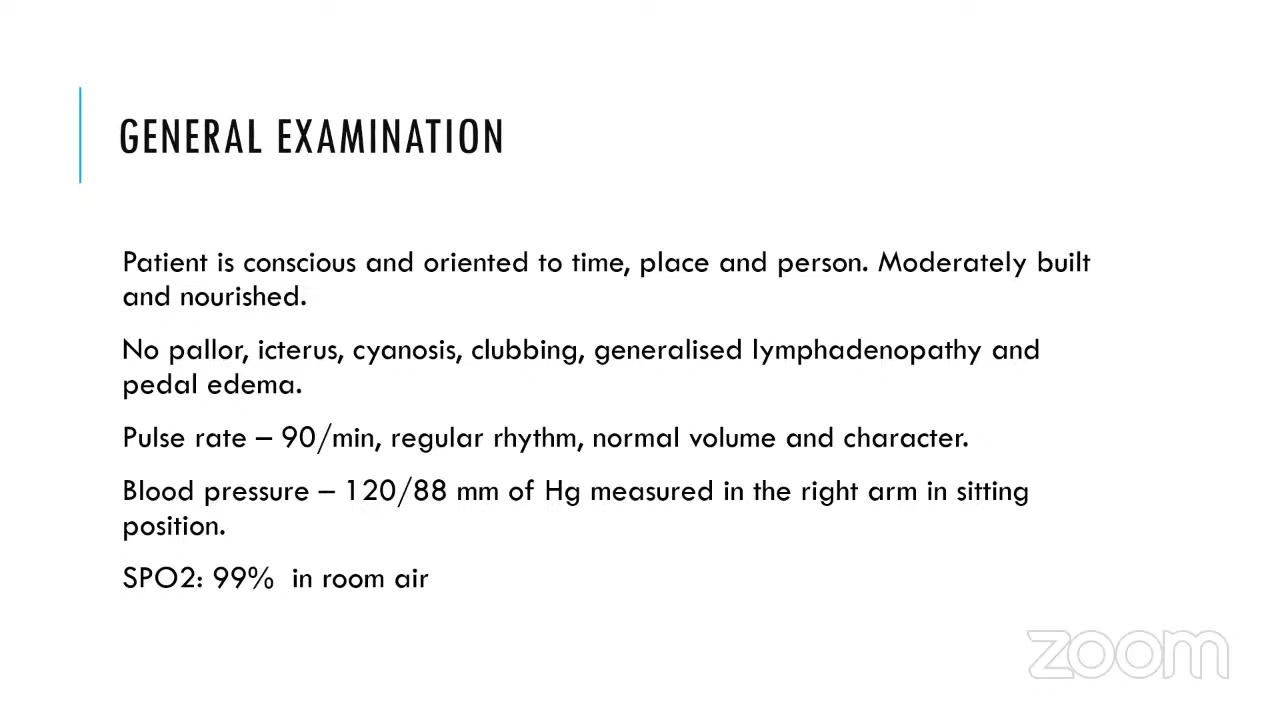 GENERAL EXAMINATION
Patient is conscious and oriented to time, place and person. Moderately built
and nourished.
No pallor, icterus, cyanosis, clubbing, generalised lymphadenopathy and
pedal edema.
Pulse rate – 90/min, regular rhythm, normal volume and character.
Blood pressure – 120/88 mm of Hg measured in the right arm in sitting
position.
SPO2: 99%  in room air
zoom